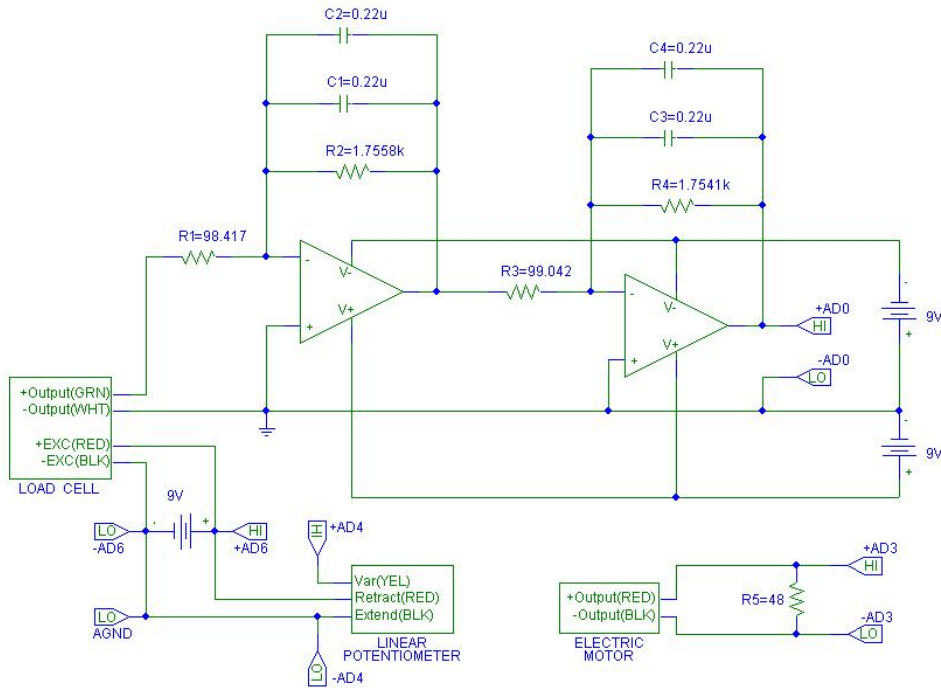 C2=0.22u
C4=0.22u
C1=0.22u
C3=0.22u
R2=1.7558k
R4=1.7541k
R1=98.417
R3=99.042
-
V-
V+
+
-
V-
V+
+
+AD0
HI
-AD0
LO
-
9V
+
-
9V
+
+Output(GRN)
-Output(WHT)
+EXC(RED)
-EXC(BLK)
LOAD CELL
9V
-
+
LO
-AD6
HI
+AD6
HI
+AD4
Var(YEL)
Retract(RED)
Extend(BLK)
LINEAR
POTENTIOMETER
LO
AGND
LO
-AD4
+Output(RED)
-Output(BLK)
ELECTRIC
MOTOR
R5=48
+AD3
HI
-AD3
LO